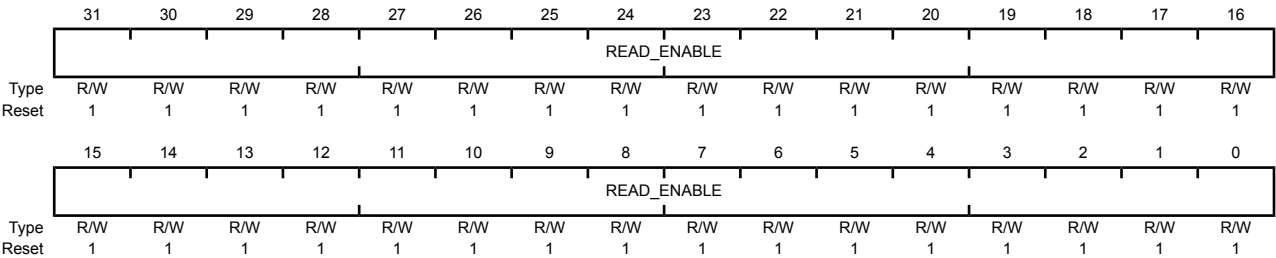 31 30 29 28 27 26 25 24 23 22 21 20 19 18 17 16
READ_ENABLE
Type R/W R/W R/W R/W R/W R/W R/W R/W R/W R/W R/W R/W R/W R/W R/W R/W
Reset 1 1 1 1 1 1 1 1 1 1 1 1 1 1 1 1
15 14 13 12 11 10 9 8 7 6 5 4 3 2 1 0
READ_ENABLE
Type R/W R/W R/W R/W R/W R/W R/W R/W R/W R/W R/W R/W R/W R/W R/W R/W
Reset 1 1 1 1 1 1 1 1 1 1 1 1 1 1 1 1